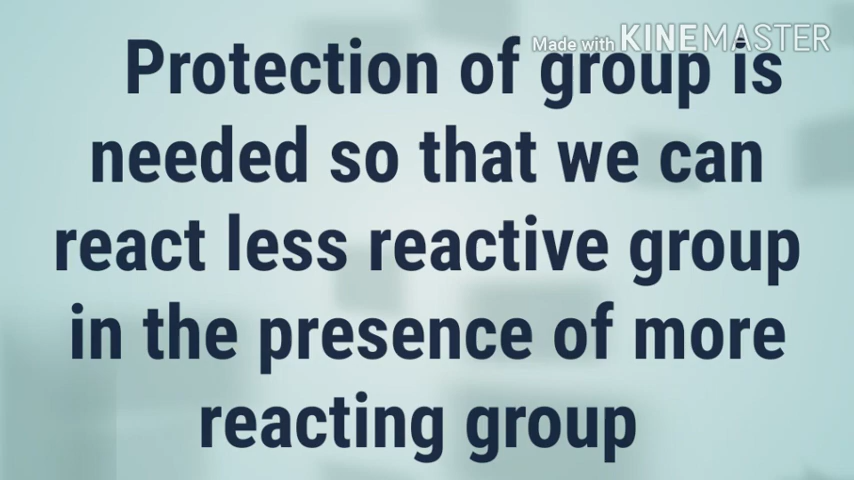 Made with KINEMASTER
Protection of group is
needed so that we can
react less reactive group
in the presence of more
reacting group